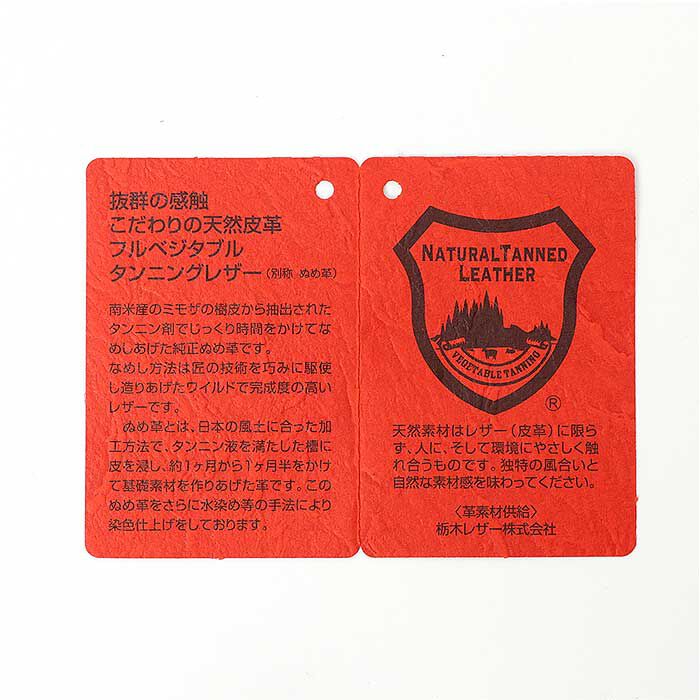 抜群の感触
こだわりの天然皮革
フルベジタブル
タンニングレザー（別称 ぬめ革）
南米産のミモザの樹皮から抽出された
タンニン剤でじっくり時間をかけてな
めしあげた純正ぬめ革です。
なめし方法は匠の技術を巧みに駆使
も造りあげたワイルドで完成度の高い
レザーです。
ぬめ革とは、日本の風土に合った加
工方法で、タンニン液を満たした槽に
皮を浸し、約1ヶ月から1ヶ月半をかけ
て基礎素材を作りあげた革です。この
ぬめ革をさらに水染め等の手法により
染色仕上げをしております。
NATURALTANNED
LEATHER
VEGETABLE TANNING
®
天然素材はレザー（皮革）に限ら
ず、人に、そして環境にやさしく触
れ合うものです。独特の風合いと
自然な素材感を味わってください。
〈革素材供給〉
栃木レザー株式会社